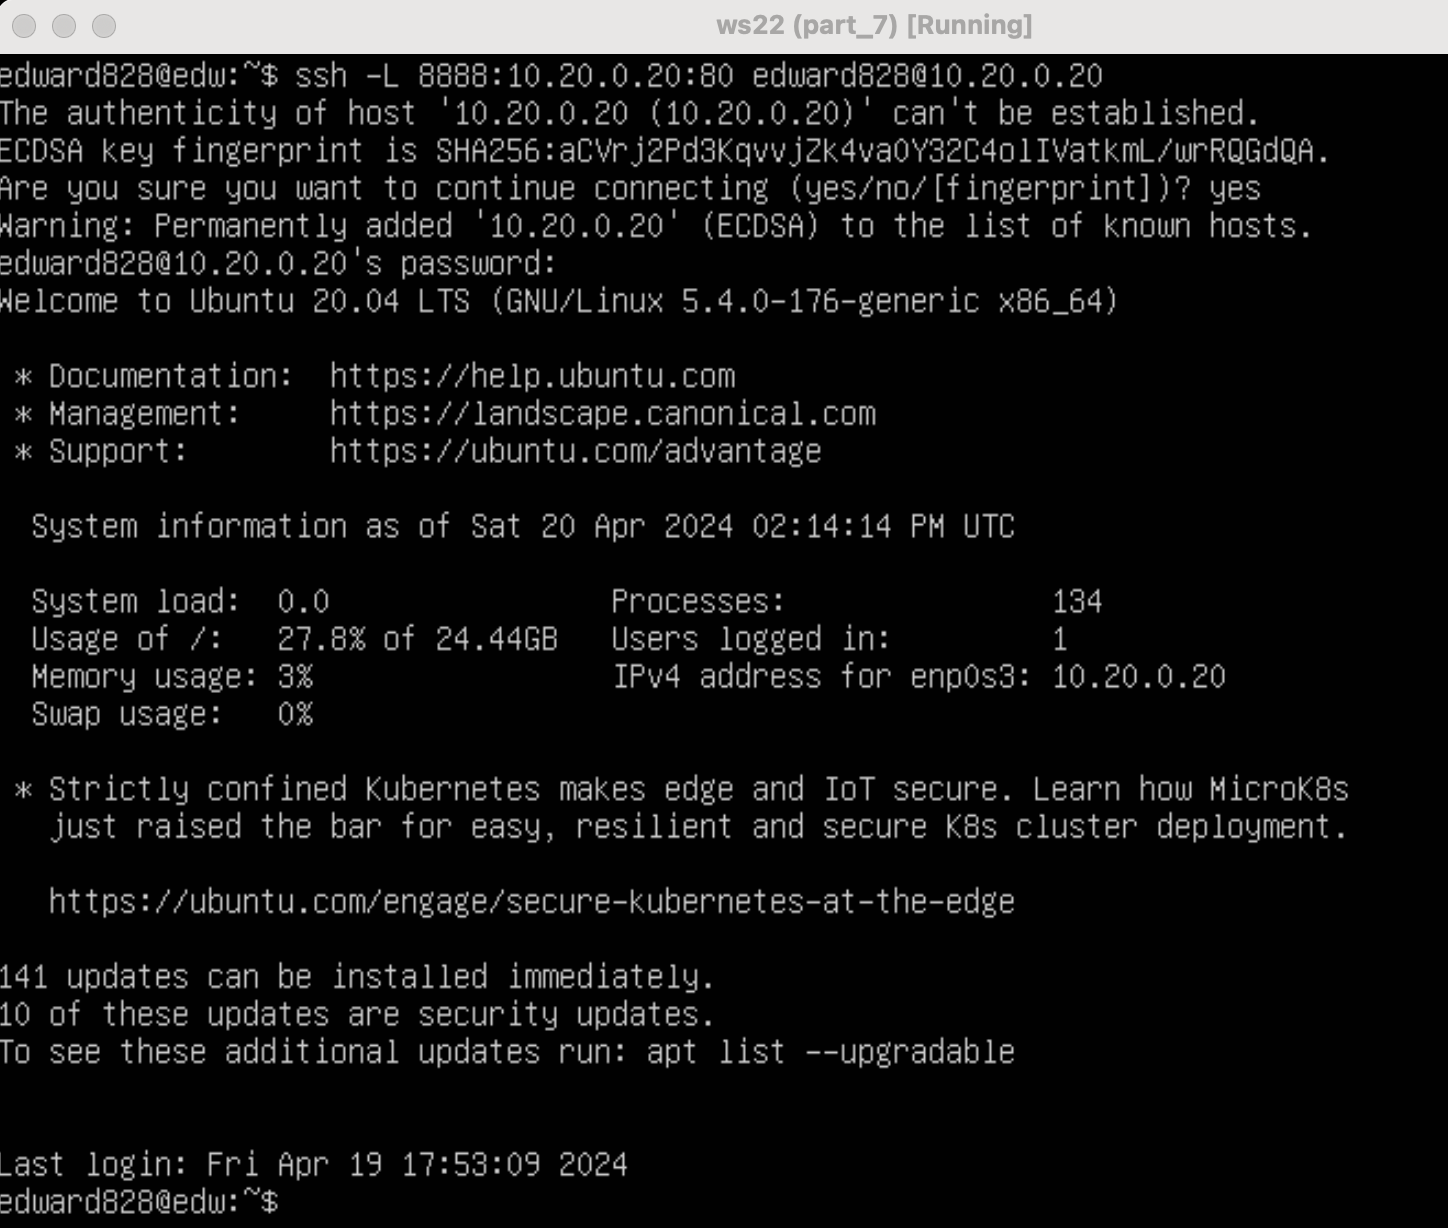 ws22 (part_7) [Running]
edward828@edw:~$ ssh -L 8888:10.20.0.20:80 edward828@10.20.0.20
The authenticity of host '10.20.0.20 (10.20.0.20)' can't be established.
ECDSA key fingerprint is SHA256:aCVrj2Pd3KqvvjZk4va0Y32C4olIVatkmL/wrRQGdQA.
Are you sure you want to continue connecting (yes/no/[fingerprint])? yes
Warning: Permanently added '10.20.0.20' (ECDSA) to the list of known hosts.
edward828@10.20.0.20's password:
Welcome to Ubuntu 20.04 LTS (GNU/Linux 5.4.0-176-generic x86_64)
* Documentation:  https://help.ubuntu.com
* Management:     https://landscape.canonical.com
* Support:        https://ubuntu.com/advantage
System information as of Sat 20 Apr 2024 02:14:14 PM UTC
System load:  0.0                Processes:               134
Usage of /:   27.8% of 24.44GB   Users logged in:         1
Memory usage: 3%                 IPv4 address for enp0s3: 10.20.0.20
Swap usage:   0%
* Strictly confined Kubernetes makes edge and IoT secure. Learn how MicroK8s
just raised the bar for easy, resilient and secure K8s cluster deployment.
https://ubuntu.com/engage/secure-kubernetes-at-the-edge
141 updates can be installed immediately.
10 of these updates are security updates.
To see these additional updates run: apt list --upgradable
Last login: Fri Apr 19 17:53:09 2024
edward828@edw:~$